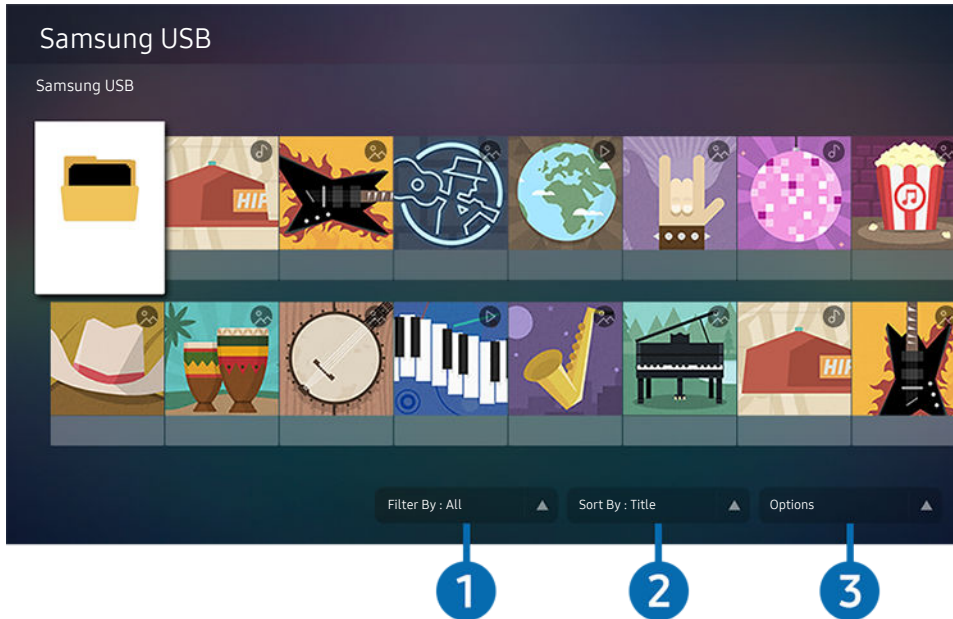 Samsung USB
Samsung USB
HIP
HIP
Filter By : All
Sort By : Title
Options
1
2
3